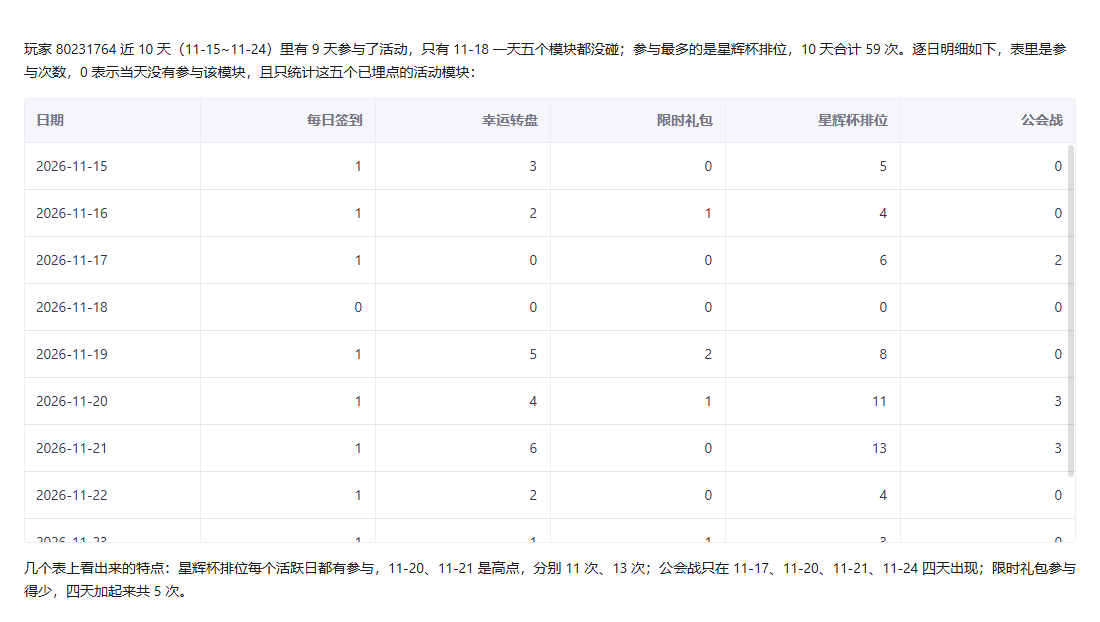 玩家 80231764 近 10 天（11-15~11-24）里有 9 天参与了活动，只有 11-18 一天五个模块都没碰；参与最多的是星辉杯排位，10 天合计 59 次。逐日明细如下，表里是参
与次数，0 表示当天没有参与该模块，且只统计这五个已埋点的活动模块：
日期 每日签到 幸运转盘 限时礼包 星辉杯排位 公会战
2026-11-15 1 3 0 5 0
2026-11-16 1 2 1 4 0
2026-11-17 1 0 0 6 2
2026-11-18 0 0 0 0 0
2026-11-19 1 5 2 8 0
2026-11-20 1 4 1 11 3
2026-11-21 1 6 0 13 3
2026-11-22 1 2 0 4 0
2026-11-23 1 1 1 3 0
几个表上看出来的特点：星辉杯排位每个活跃日都有参与，11-20、11-21 是高点，分别 11 次、13 次；公会战只在 11-17、11-20、11-21、11-24 四天出现；限时礼包参与
得少，四天加起来共 5 次。